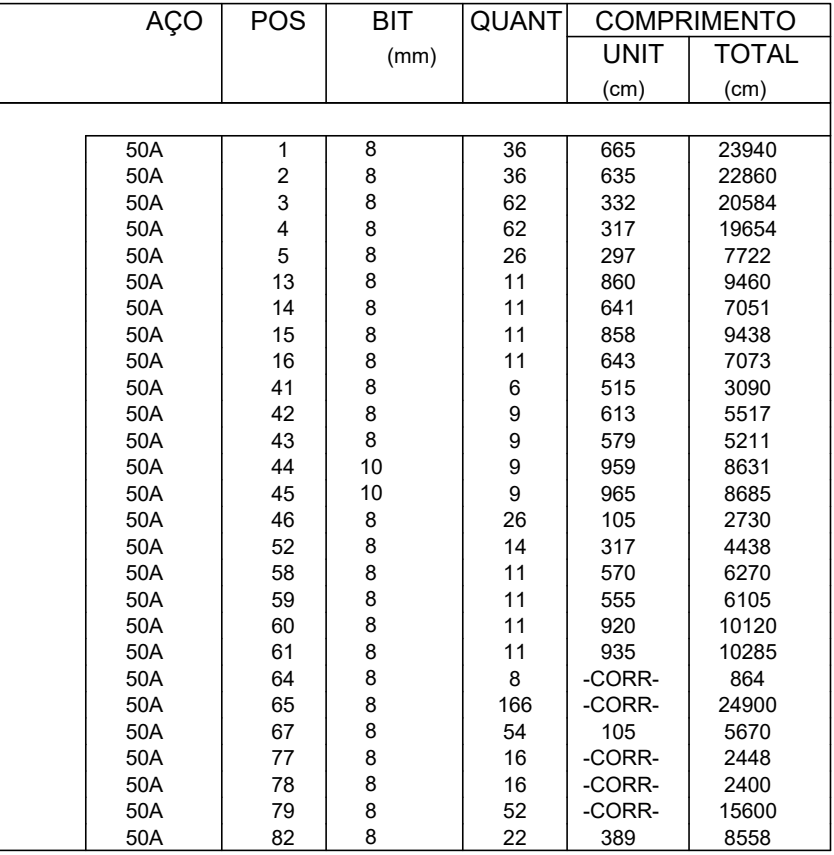 AÇO POS BIT QUANT COMPRIMENTO
(mm) UNIT TOTAL
(cm) (cm)
50A 1 8 36 665 23940
50A 2 8 36 635 22860
50A 3 8 62 332 20584
50A 4 8 62 317 19654
50A 5 8 26 297 7722
50A 13 8 11 860 9460
50A 14 8 11 641 7051
50A 15 8 11 858 9438
50A 16 8 11 643 7073
50A 41 8 6 515 3090
50A 42 8 9 613 5517
50A 43 8 9 579 5211
50A 44 10 9 959 8631
50A 45 10 9 965 8685
50A 46 8 26 105 2730
50A 52 8 14 317 4438
50A 58 8 11 570 6270
50A 59 8 11 555 6105
50A 60 8 11 920 10120
50A 61 8 11 935 10285
50A 64 8 8 -CORR- 864
50A 65 8 166 -CORR- 24900
50A 67 8 54 105 5670
50A 77 8 16 -CORR- 2448
50A 78 8 16 -CORR- 2400
50A 79 8 52 -CORR- 15600
50A 82 8 22 389 8558